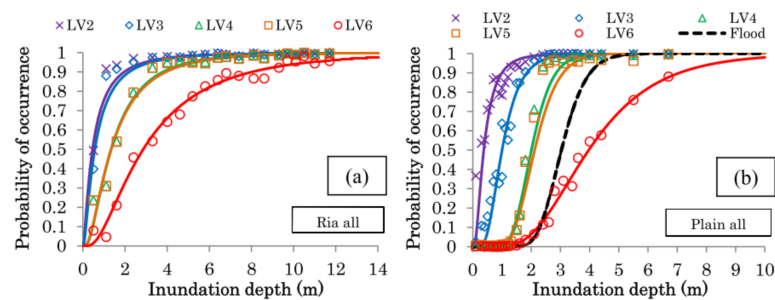 LV2 LV3 LV4 LV5 LV6
Probability of occurrence
1
0.9
0.8
0.7
0.6
0.5
0.4
0.3
0.2
0.1
0
(a)
Ria all
0 2 4 6 8 10 12 14
Inundation depth (m)
LV2 LV3 LV4
LV5 LV6 Flood
Probability of occurrence
1
0.9
0.8
0.7
0.6
0.5
0.4
0.3
0.2
0.1
0
(b)
Plain all
0 1 2 3 4 5 6 7 8 9 10
Inundation depth (m)